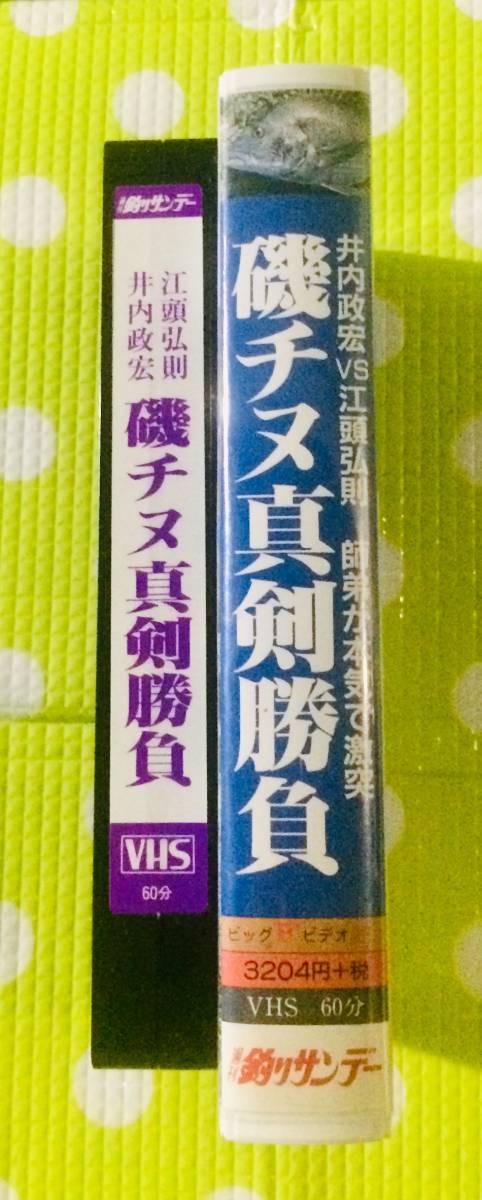 週刊釣りサンデー
江頭弘則
井内政宏
磯チヌ真剣勝負
VHS
60分
井内政宏VS江頭弘則 師弟が本気で激突
磯チヌ真剣勝負
ビッグ ビデオ
3204円+税
VHS 60分
週刊釣りサンデー